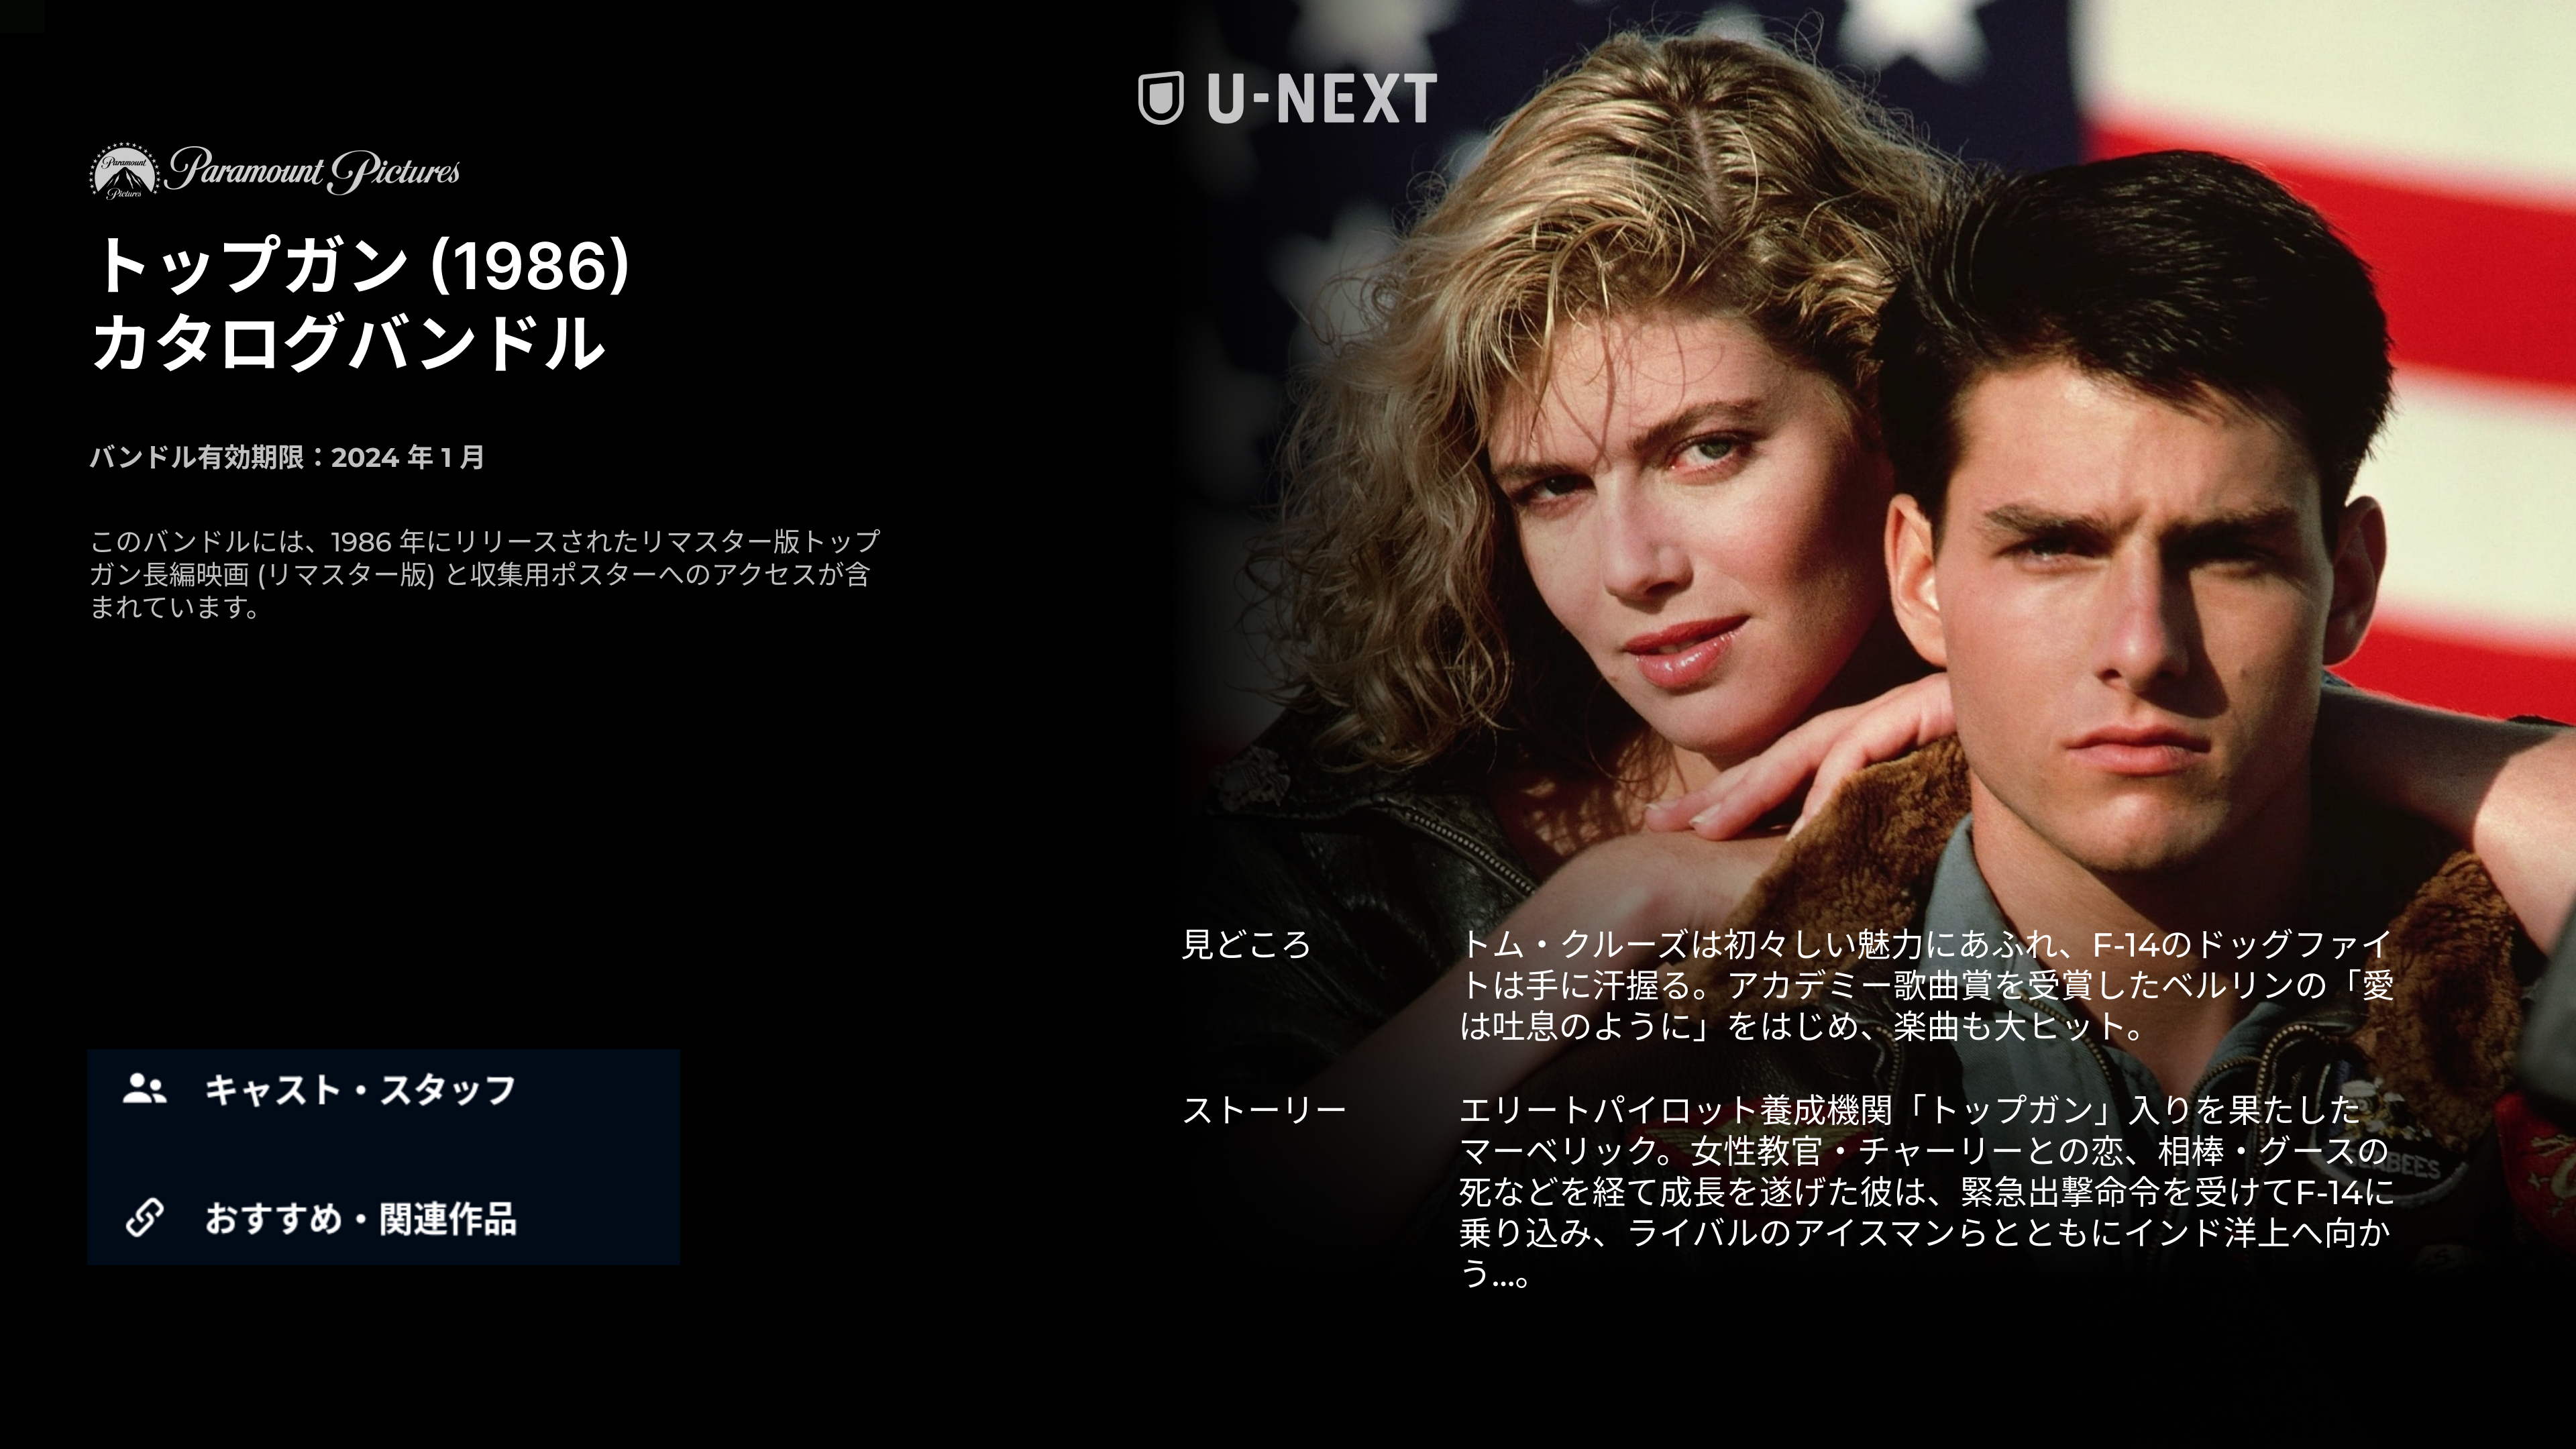 U-NEXT
Paramount Pictures
Paramount Pictures
トップガン (1986)
カタログバンドル
バンドル有効期限：2024 年 1 月
このバンドルには、1986 年にリリースされたリマスター版トップ
ガン長編映画 (リマスター版) と収集用ポスターへのアクセスが含
まれています。
キャスト・スタッフ
おすすめ・関連作品
見どころ
トム・クルーズは初々しい魅力にあふれ、F-14のドッグファイ
トは手に汗握る。アカデミー歌曲賞を受賞したベルリンの「愛
は吐息のように」をはじめ、楽曲も大ヒット。
ストーリー
エリートパイロット養成機関「トップガン」入りを果たした
マーベリック。女性教官・チャーリーとの恋、相棒・グースの
死などを経て成長を遂げた彼は、緊急出撃命令を受けてF-14に
乗り込み、ライバルのアイスマンらとともにインド洋上へ向か
う...。
SEABEES